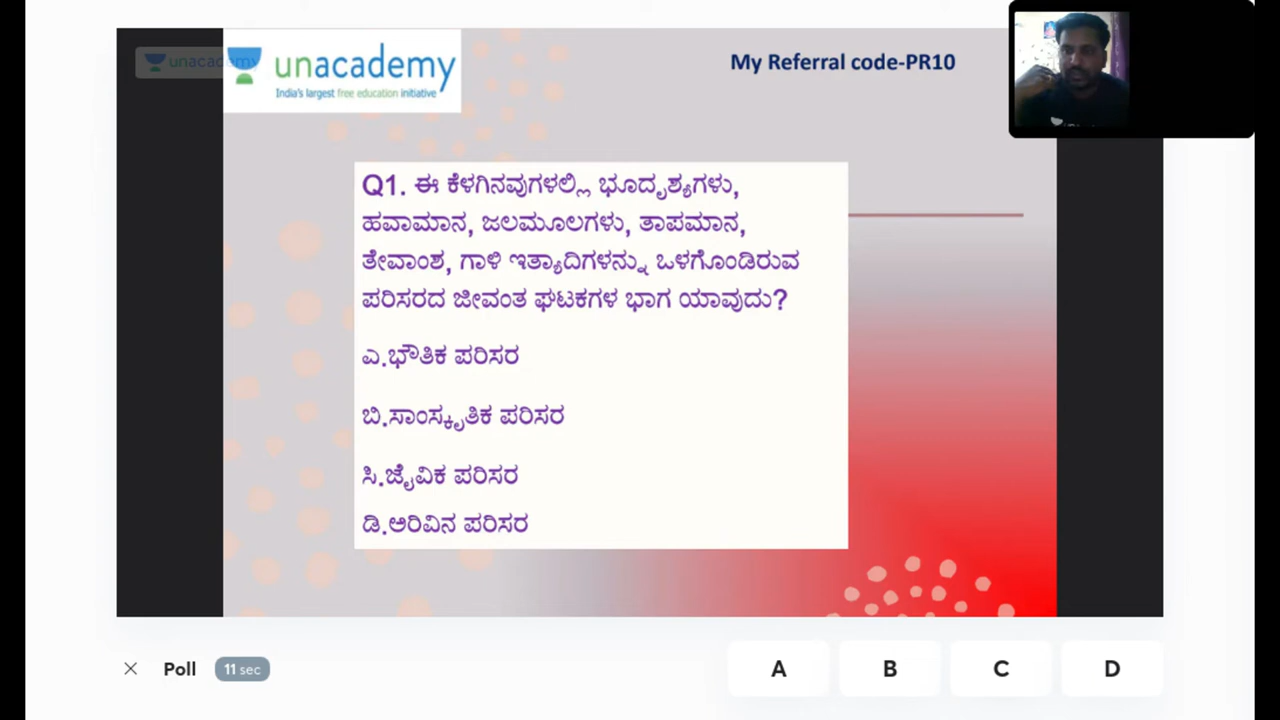 unacademy
unacademy
India's largest free education initiative
My Referral code-PR10
Q1. ಈ ಕೆಳಗಿನವುಗಳಲ್ಲಿ ಭೂದೃಶ್ಯಗಳು,
ಹವಾಮಾನ, ಜಲಮೂಲಗಳು, ತಾಪಮಾನ,
ತೇವಾಂಶ, ಗಾಳಿ ಇತ್ಯಾದಿಗಳನ್ನು ಒಳಗೊಂಡಿರುವ
ಪರಿಸರದ ಜೀವಂತ ಘಟಕಗಳ ಭಾಗ ಯಾವುದು?
ಎ.ಭೌತಿಕ ಪರಿಸರ
ಬಿ.ಸಾಂಸ್ಕೃತಿಕ ಪರಿಸರ
ಸಿ.ಜೈವಿಕ ಪರಿಸರ
ಡಿ.ಅರಿವಿನ ಪರಿಸರ
Poll 11 sec
A B C D